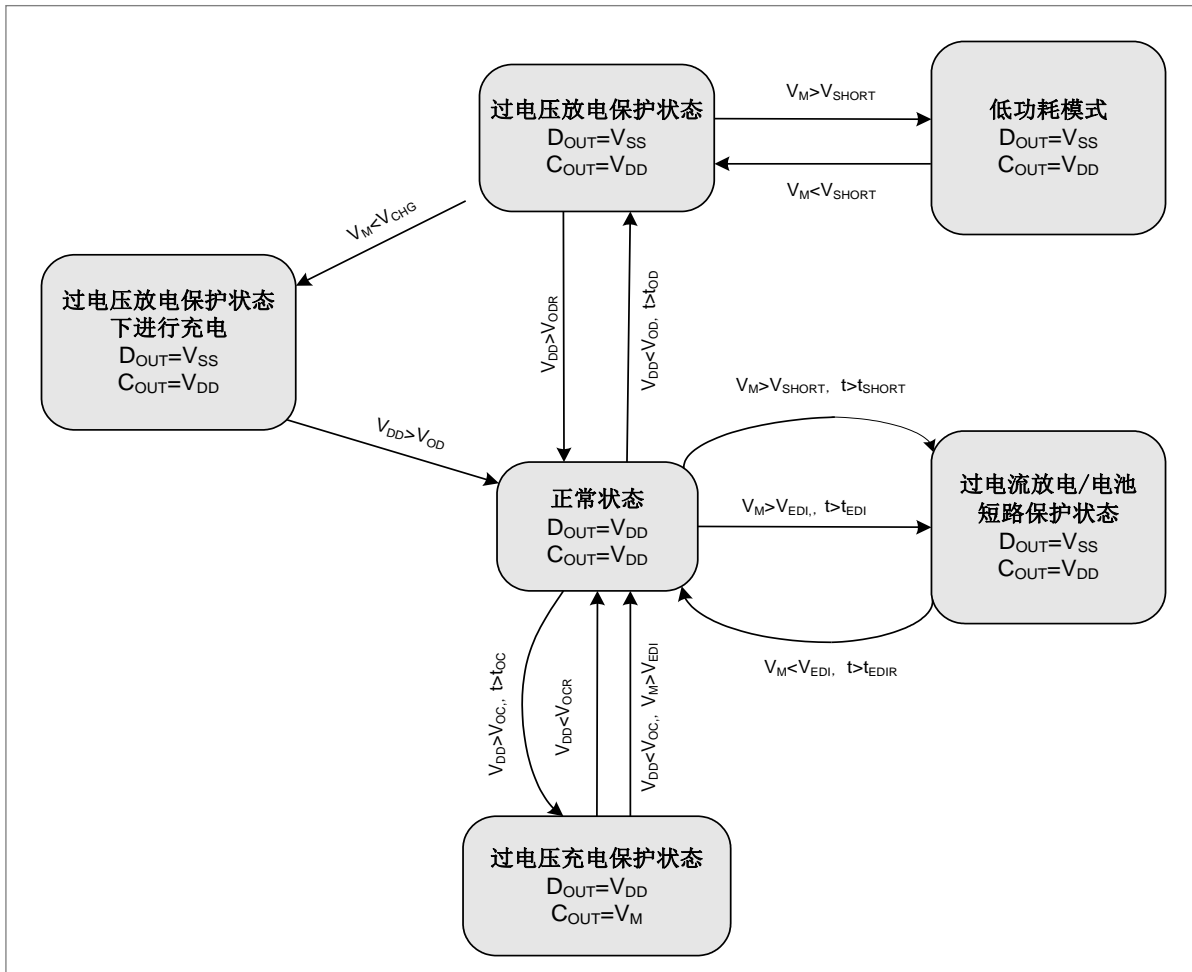 过电压放电保护状态
DOUT=VSS
COUT=VDD
VM>VSHORT
VM<VSHORT
低功耗模式
DOUT=VSS
COUT=VDD
VM<VCHG
过电压放电保护状态
下进行充电
DOUT=VSS
COUT=VDD
VDD>VODR
VDD<VOD, t>tOD
VDD>VOD
VM>VSHORT, t>tSHORT
正常状态
DOUT=VDD
COUT=VDD
VM>VEDI,, t>tEDI
过电流放电/电池
短路保护状态
DOUT=VSS
COUT=VDD
VM<VEDI, t>tEDIR
VDD>VOC,, t>tOC
VDD<VOCR
VDD<VOC,, VM>VEDI
过电压充电保护状态
DOUT=VDD
COUT=VM